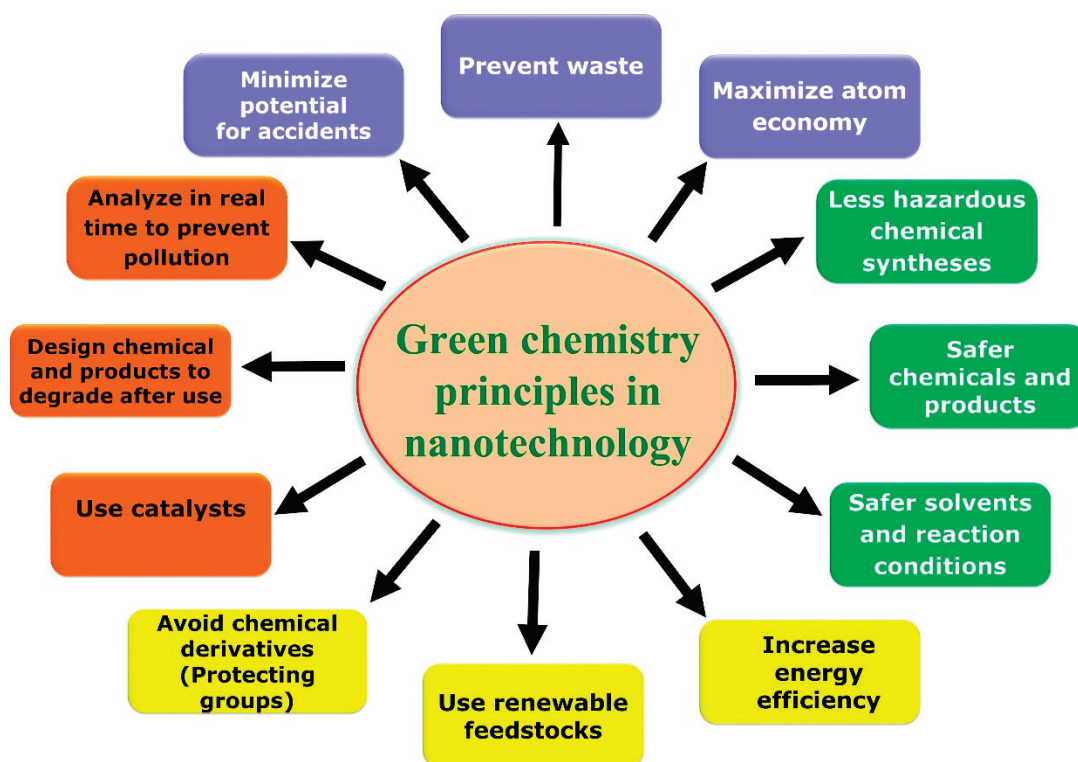 Prevent waste
Maximize atom
economy
Less hazardous
chemical
syntheses
Safer
chemicals and
products
Safer solvents
and reaction
conditions
Increase
energy
efficiency
Use renewable
feedstocks
Avoid chemical
derivatives
(Protecting
groups)
Use catalysts
Design chemical
and products to
degrade after use
Analyze in real
time to prevent
pollution
Minimize
potential
for accidents
Green chemistry
principles in
nanotechnology